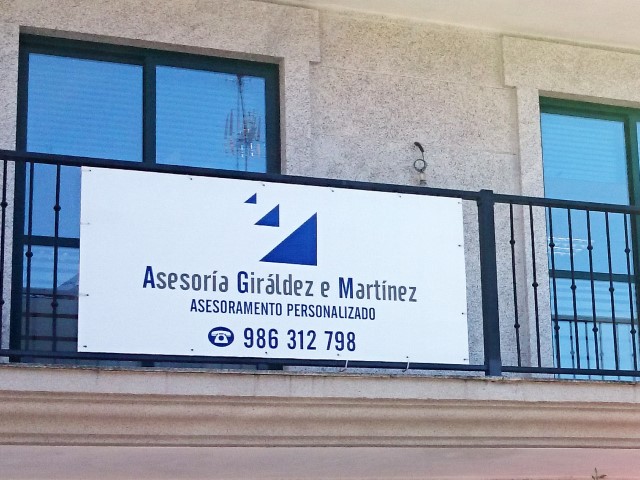 Asesoría Giráldez e Martínez
ASESORAMENTO PERSONALIZADO
986 312 798